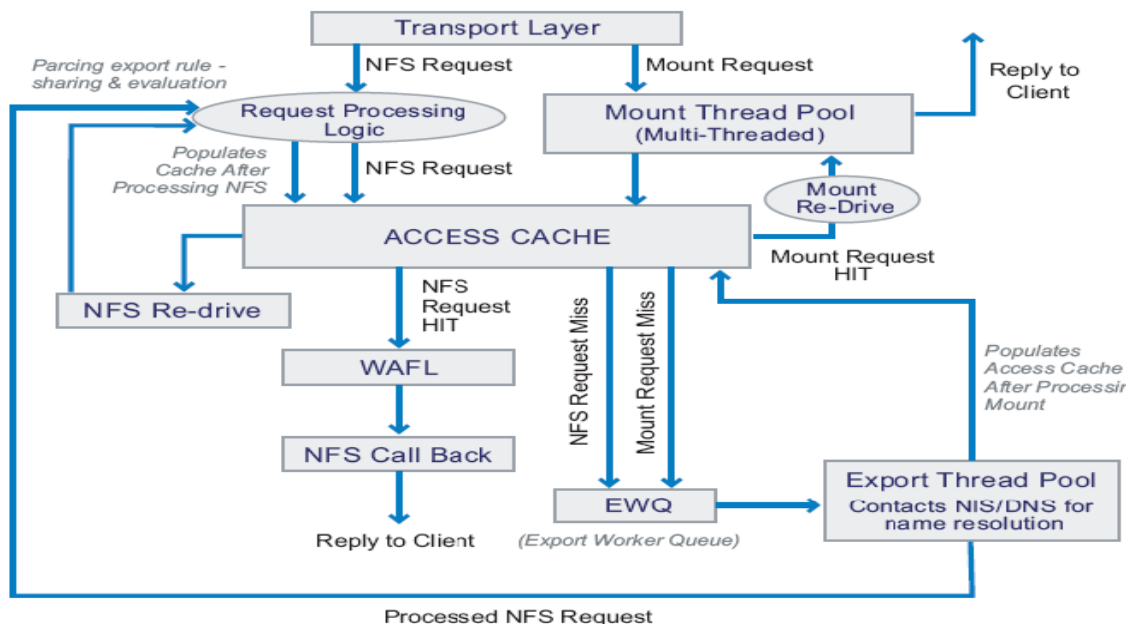 Transport Layer
NFS Request
Mount Request
Parcing export rule -
sharing & evaluation
Reply to
Client
Request Processing
Logic
Mount Thread Pool
(Multi-Threaded)
Populates
Cache After
Processing NFS
NFS Request
Mount
Re-Drive
ACCESS CACHE
Mount Request
HIT
NFS Re-drive
NFS
Request
HIT
NFS Request Miss
Mount Request Miss
WAFL
Populates
Access Cache
After Processin
Mount
NFS Call Back
Export Thread Pool
Contacts NIS/DNS for
name resolution
EWQ
(Export Worker Queue)
Reply to Client
Processed NFS Request